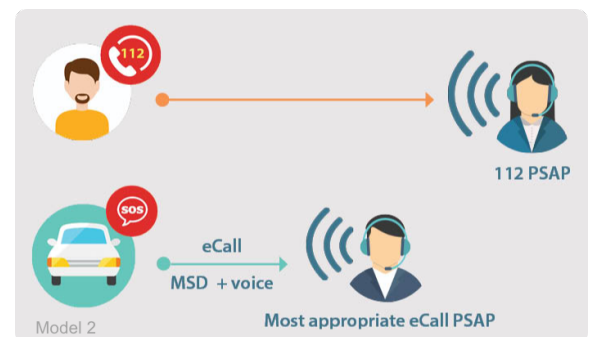 112
112 PSAP
SOS
eCall
MSD + voice
Most appropriate eCall PSAP
Model 2